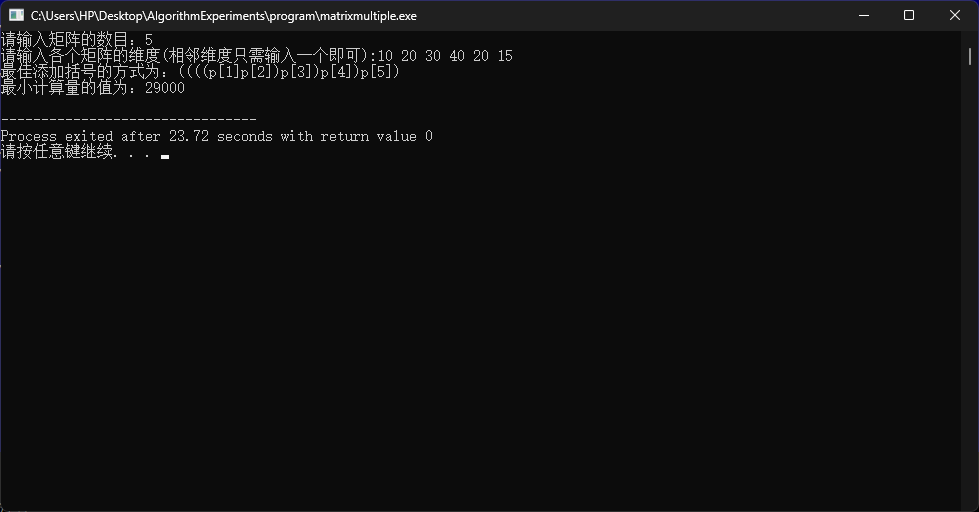 C:\Users\HP\Desktop\AlgorithmExperiments\program\matrixmultiple.exe
请输入矩阵的数目：5
请输入各个矩阵的维度(相邻维度只需输入一个即可):10 20 30 40 20 15
最佳添加括号的方式为：((((p[1]p[2])p[3])p[4])p[5])
最小计算量的值为：29000
--------------------------------
Process exited after 23.72 seconds with return value 0
请按任意键继续. . .